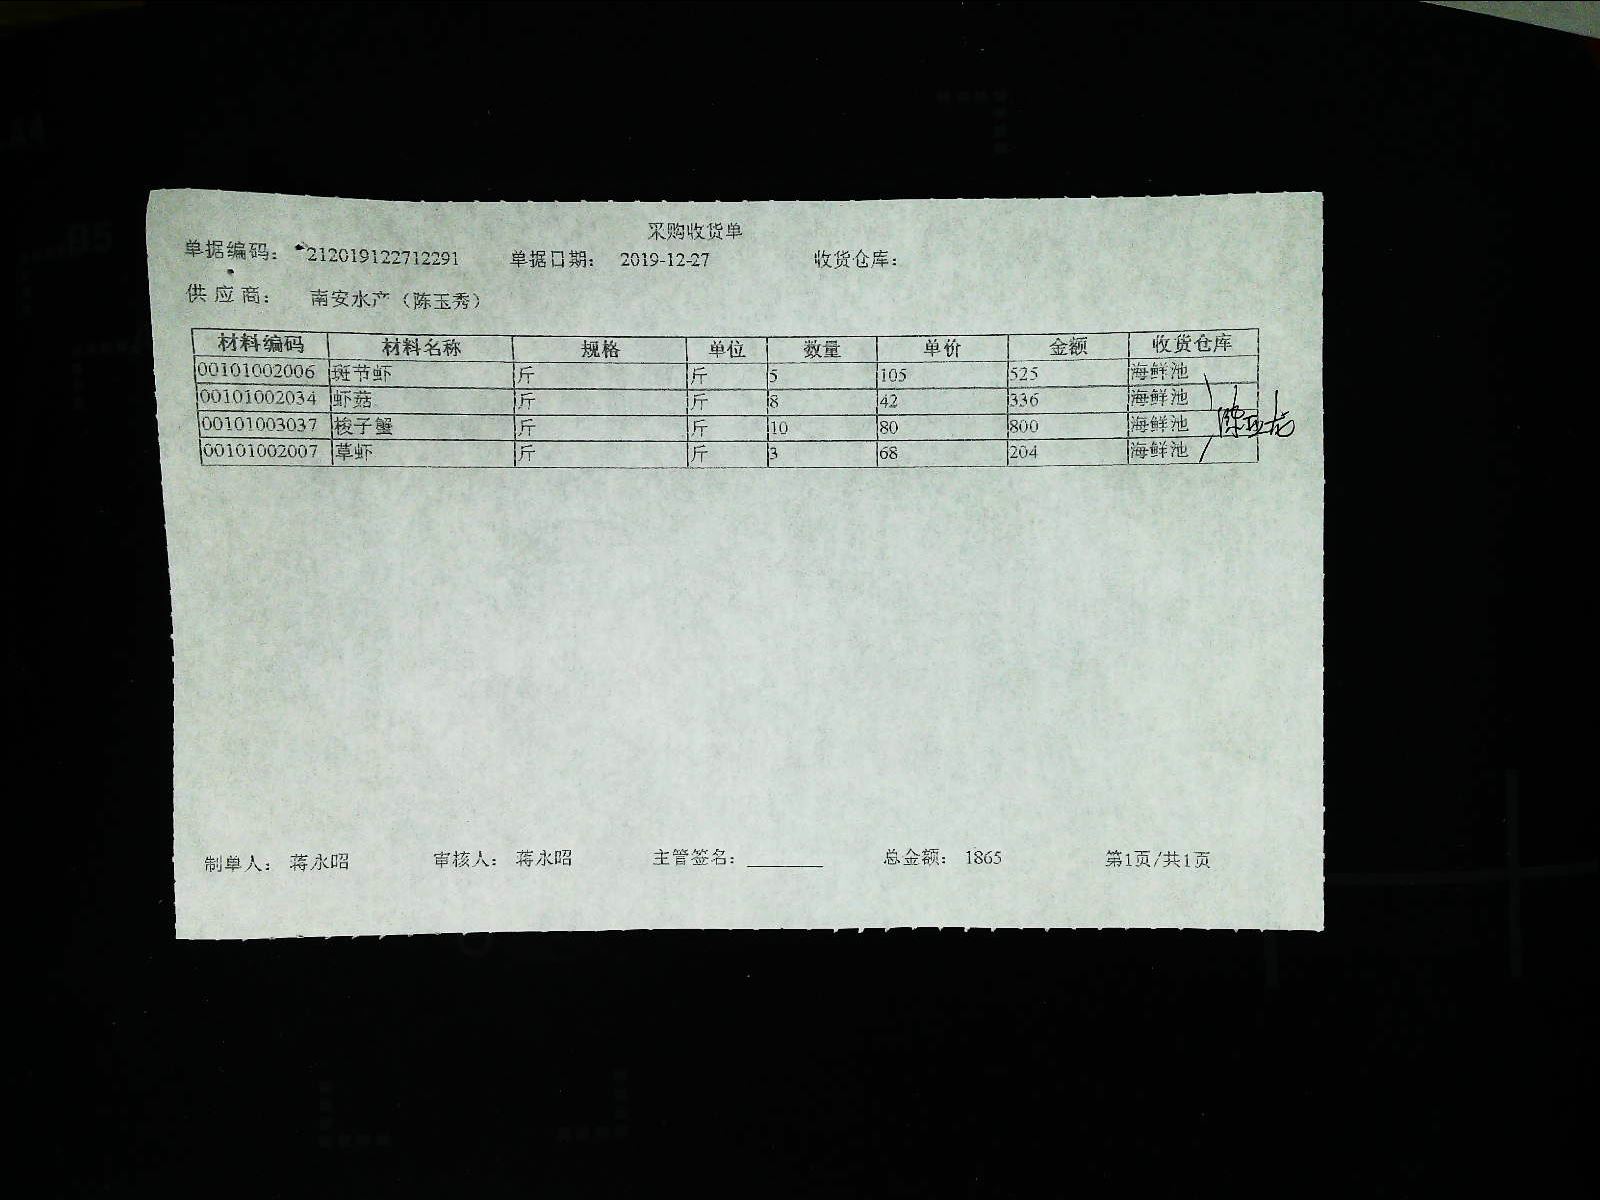 采购收货单
单据编码： 212019122712291 单据日期： 2019-12-27 收货仓库：
供应商： 南安水产（陈玉秀）
材料编码 材料名称 规格 单位 数量 单价 金额 收货仓库
00101002006 斑节虾 斤 斤 5 105 525 海鲜池
00101002034 虾菇 斤 斤 8 42 336 海鲜池
00101003037 梭子蟹 斤 斤 10 80 800 海鲜池
00101002007 草虾 斤 斤 3 68 204 海鲜池
制单人： 蒋永昭 审核人： 蒋永昭 主管签名： 总金额： 1865 第1页/共1页